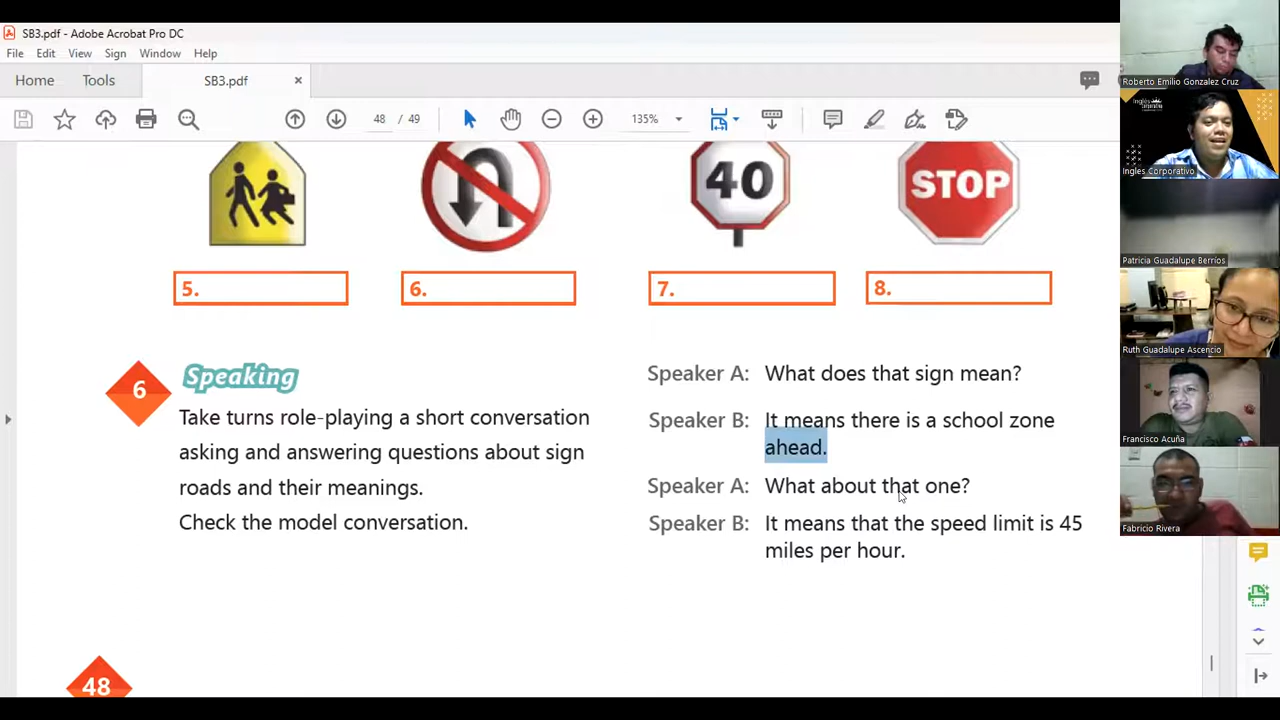 SB3.pdf - Adobe Acrobat Pro DC
File Edit View Sign Window Help
Home Tools SB3.pdf ×
48 / 49 135%
40
STOP
5. 6. 7. 8.
6
Speaking
Take turns role-playing a short conversation
asking and answering questions about sign
roads and their meanings.
Check the model conversation.
Speaker A: What does that sign mean?
Speaker B: It means there is a school zone
ahead.
Speaker A: What about that one?
Speaker B: It means that the speed limit is 45
miles per hour.
48
Roberto Emilio Gonzalez Cruz
Inglés
Ingles Corporativo
Patricia Guadalupe Berríos
Ruth Guadalupe Ascencio
Francisco Acuña
Fabricio Rivera